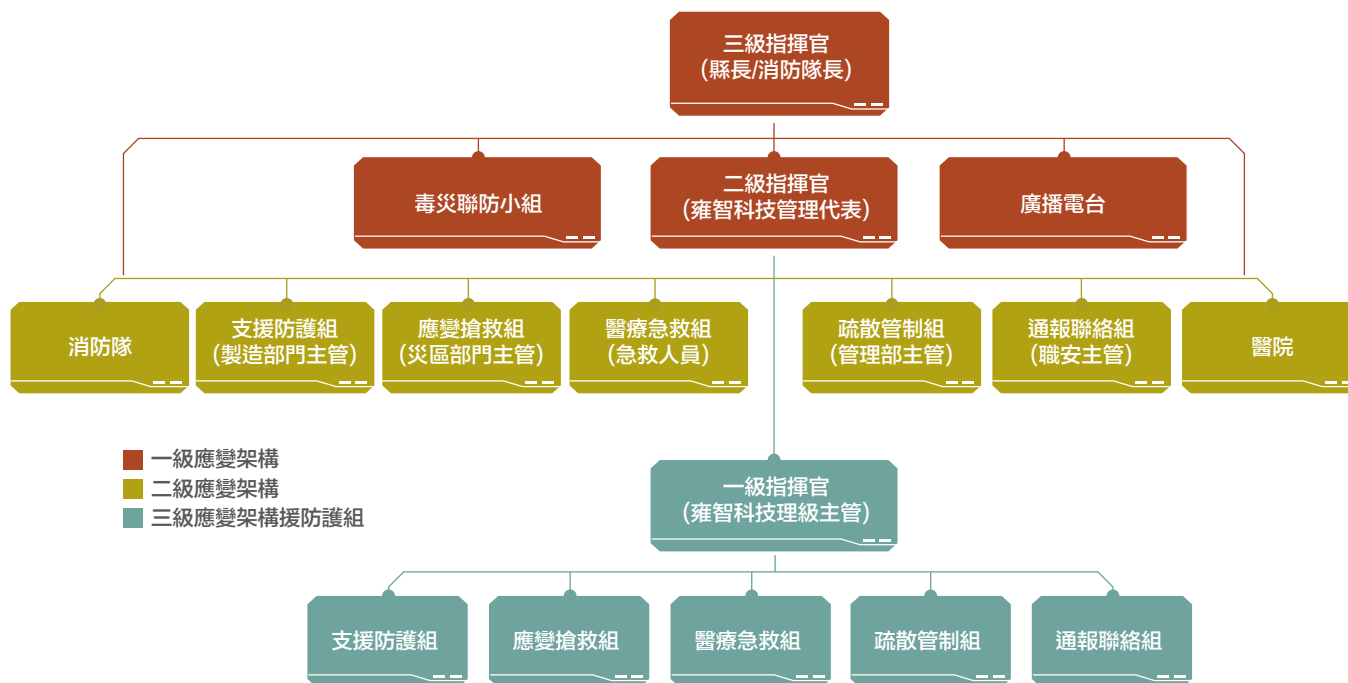 三級指揮官
(縣長/消防隊長)
毒災聯防小組
二級指揮官
(雍智科技管理代表)
廣播電台
消防隊
支援防護組
(製造部門主管)
應變搶救組
(災區部門主管)
醫療急救組
(急救人員)
疏散管制組
(管理部主管)
通報聯絡組
(職安主管)
醫院
一級應變架構
二級應變架構
三級應變架構援防護組
一級指揮官
(雍智科技理級主管)
支援防護組
應變搶救組
醫療急救組
疏散管制組
通報聯絡組